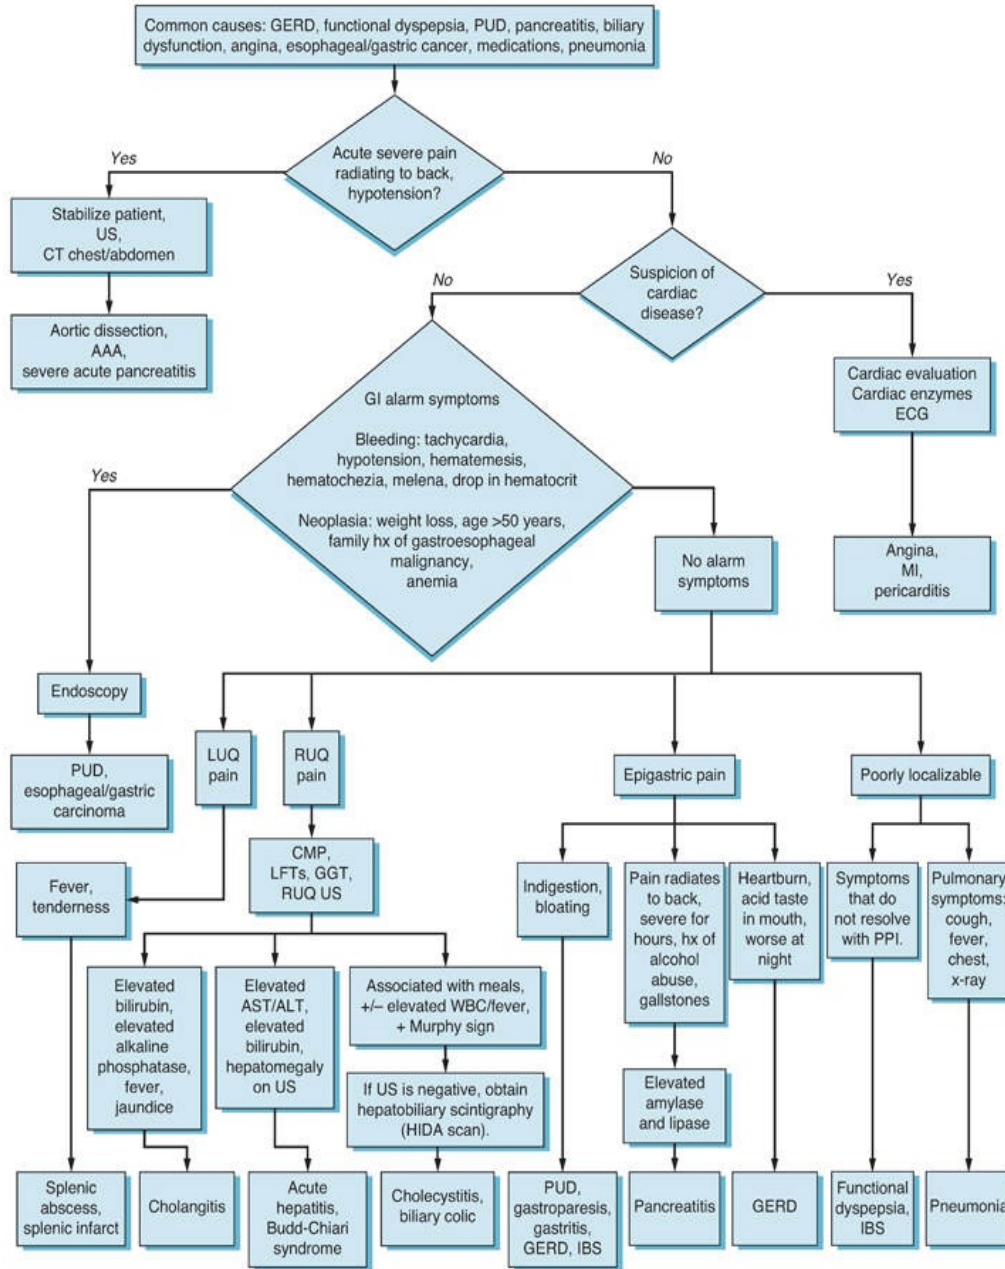 Common causes: GERD, functional dyspepsia, PUD, pancreatitis, biliary
dysfunction, angina, esophageal/gastric cancer, medications, pneumonia
Acute severe pain
radiating to back,
hypotension?
Yes
No
Stabilize patient,
US,
CT chest/abdomen
Aortic dissection,
AAA,
severe acute pancreatitis
Suspicion of
cardiac
disease?
No
Yes
Cardiac evaluation
Cardiac enzymes
ECG
Angina,
MI,
pericarditis
GI alarm symptoms
Bleeding: tachycardia,
hypotension, hematemesis,
hematochezia, melena, drop in hematocrit
Neoplasia: weight loss, age >50 years,
family hx of gastroesophageal
malignancy,
anemia
Yes
No
No alarm
symptoms
Endoscopy
PUD,
esophageal/gastric
carcinoma
LUQ
pain
RUQ
pain
Epigastric pain
Poorly localizable
Fever,
tenderness
CMP,
LFTs, GGT,
RUQ US
Indigestion,
bloating
Pain radiates
to back,
severe for
hours, hx of
alcohol
abuse,
gallstones
Heartburn,
acid taste
in mouth,
worse at
night
Symptoms
that do
not resolve
with PPI.
Pulmonary
symptoms:
cough,
fever,
chest,
x-ray
Elevated
bilirubin,
elevated
alkaline
phosphatase,
fever,
jaundice
Elevated
AST/ALT,
elevated
bilirubin,
hepatomegaly
on US
Associated with meals,
+/– elevated WBC/fever,
+ Murphy sign
If US is negative, obtain
hepatobiliary scintigraphy
(HIDA scan).
Elevated
amylase
and lipase
Splenic
abscess,
splenic infarct
Cholangitis
Acute
hepatitis,
Budd-Chiari
syndrome
Cholecystitis,
biliary colic
PUD,
gastroparesis,
gastritis,
GERD, IBS
Pancreatitis
GERD
Functional
dyspepsia,
IBS
Pneumonia